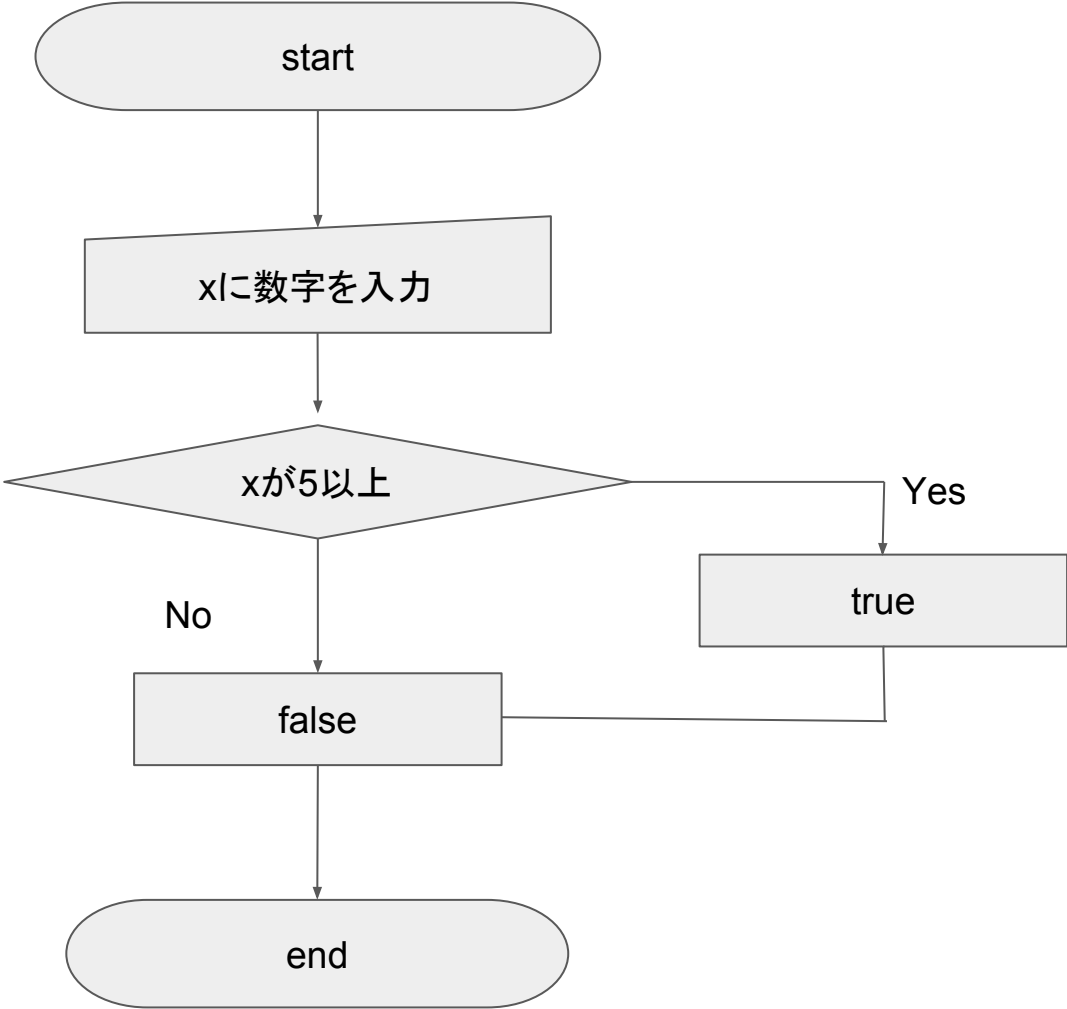 start
xに数字を入力
xが5以上
Yes
true
No
false
end